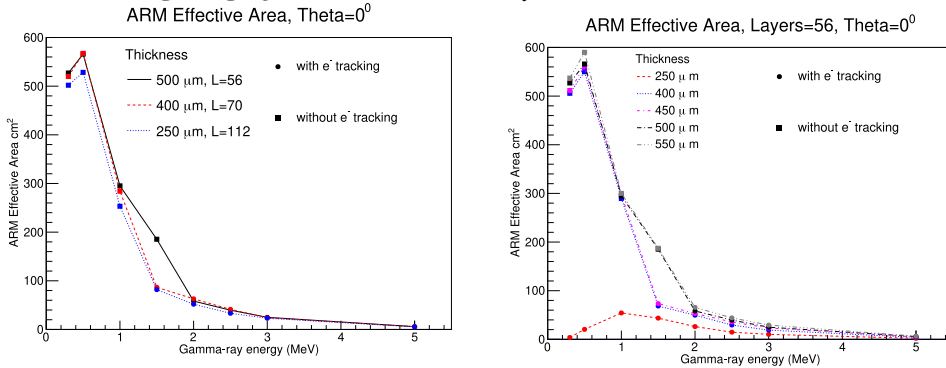 ARM Effective Area, Theta=0⁰
600
500
400
300
200
100
0
ARM Effective Area cm²
Thickness
500 μm, L=56
400 μm, L=70
250 μm, L=112
with e⁻ tracking
without e⁻ tracking
0 1 2 3 4 5
Gamma-ray energy (MeV)
ARM Effective Area, Layers=56, Theta=0⁰
600
500
400
300
200
100
0
ARM Effective Area cm²
Thickness
250 μ m
400 μ m
450 μ m
500 μ m
550 μ m
with e⁻ tracking
without e⁻ tracking
0 1 2 3 4 5
Gamma-ray energy (MeV)